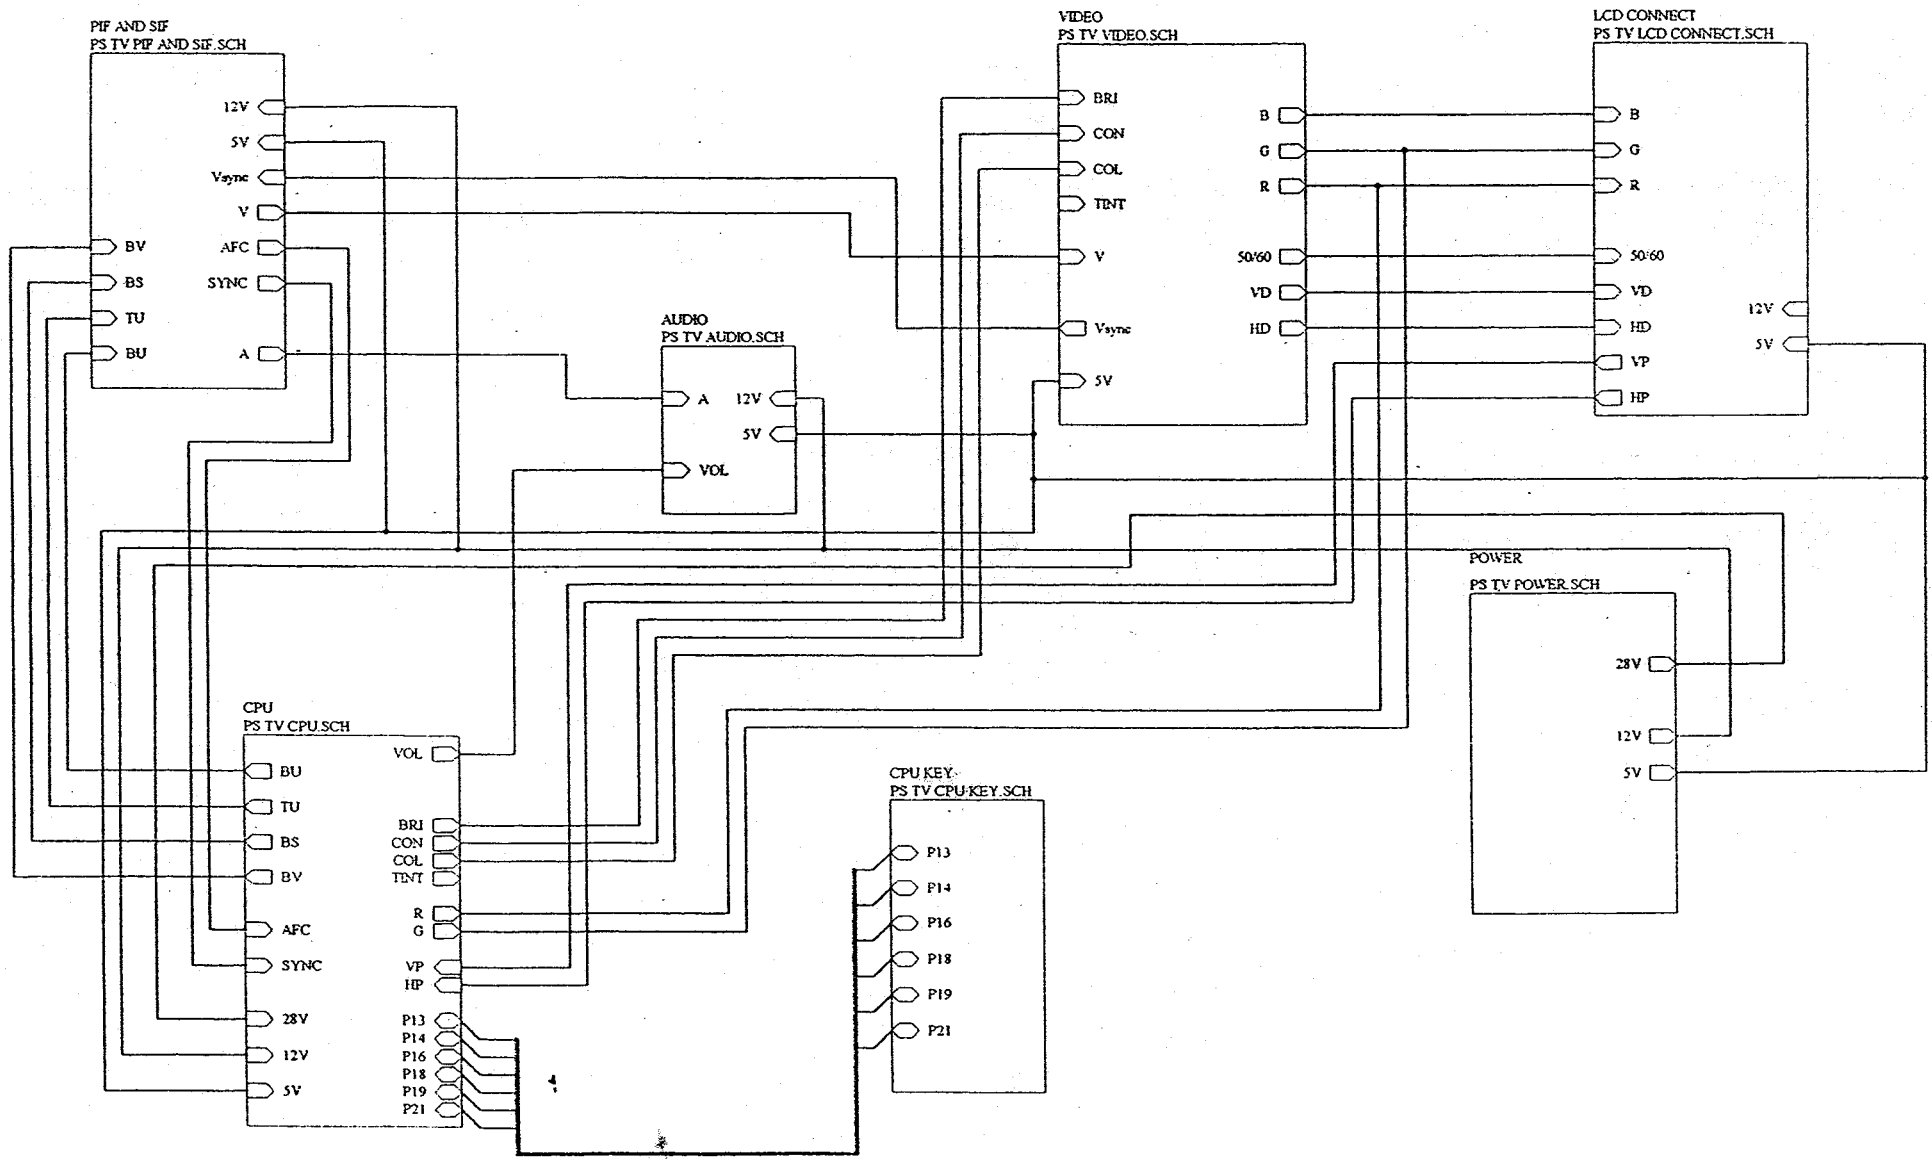 PIF AND SIF
PS TV PIF AND SIF.SCH
12V
5V
Vsync
V
AFC
SYNC
A
BV
BS
TU
BU
AUDIO
PS TV AUDIO.SCH
A
VOL
12V
5V
VIDEO
PS TV VIDEO.SCH
BRI
CON
COL
TINT
V
Vsync
5V
B
G
R
50/60
VD
HD
LCD CONNECT
PS TV LCD CONNECT.SCH
B
G
R
50/60
VD
HD
VP
HP
12V
5V
POWER
PS TV POWER.SCH
28V
12V
5V
CPU
PS TV CPU.SCH
BU
TU
BS
BV
AFC
SYNC
28V
12V
5V
VOL
BRI
CON
COL
TINT
R
G
VP
HP
P13
P14
P16
P18
P19
P21
CPU KEY
PS TV CPU KEY.SCH
P13
P14
P16
P18
P19
P21